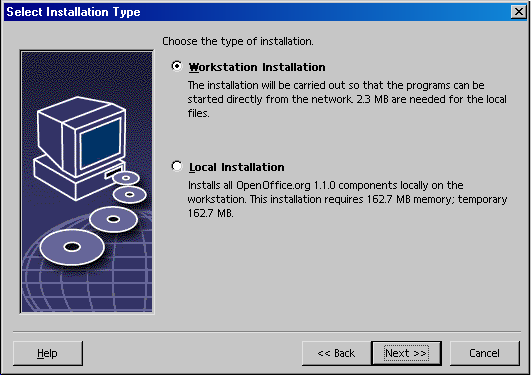 Select Installation Type
Choose the type of installation.
Workstation Installation
The installation will be carried out so that the programs can be
started directly from the network. 2.3 MB are needed for the local
files.
Local Installation
Installs all OpenOffice.org 1.1.0 components locally on the
workstation. This installation requires 162.7 MB memory; temporary
162.7 MB.
Help
<< Back
Next >>
Cancel